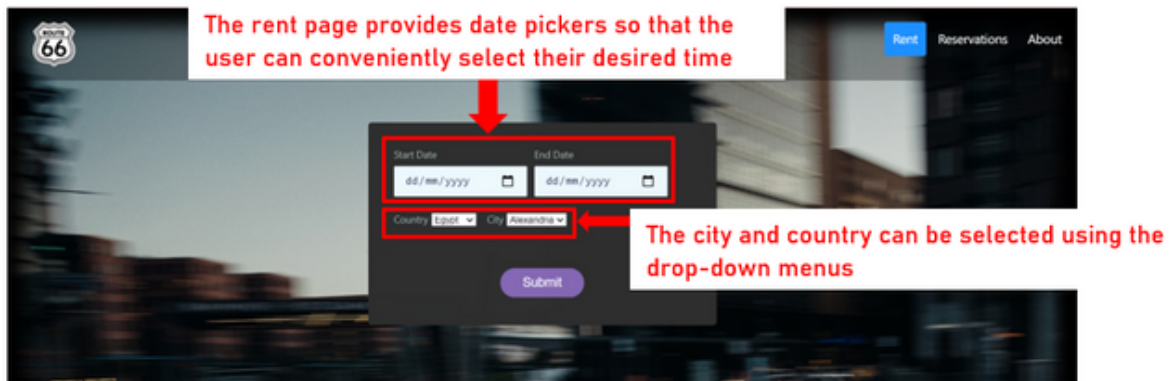 The rent page provides date pickers so that the
user can conveniently select their desired time
ROUTE
66
Rent Reservations About
Start Date End Date
dd/mm/yyyy dd/mm/yyyy
Country Egypt City Alexandria
The city and country can be selected using the
drop-down menus
Submit